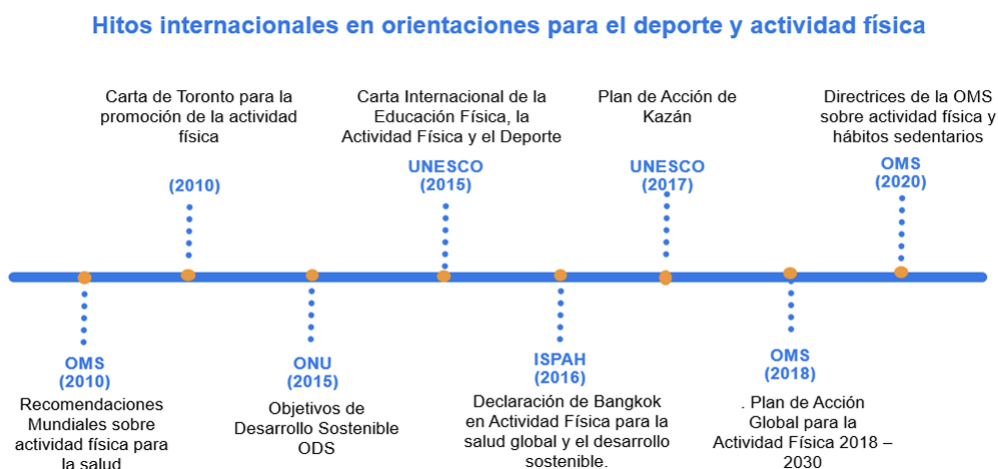 Hitos internacionales en orientaciones para el deporte y actividad física
Carta de Toronto para la
promoción de la actividad
física
(2010)
Carta Internacional de la
Educación Física, la
Actividad Física y el Deporte
UNESCO
(2015)
Plan de Acción de
Kazán
UNESCO
(2017)
Directrices de la OMS
sobre actividad física y
hábitos sedentarios
OMS
(2020)
OMS
(2010)
Recomendaciones
Mundiales sobre
actividad física para
la salud
ONU
(2015)
Objetivos de
Desarrollo Sostenible
ODS
ISPAH
(2016)
Declaración de Bangkok
en Actividad Física para la
salud global y el desarrollo
sostenible.
OMS
(2018)
. Plan de Acción
Global para la
Actividad Física 2018 –
2030